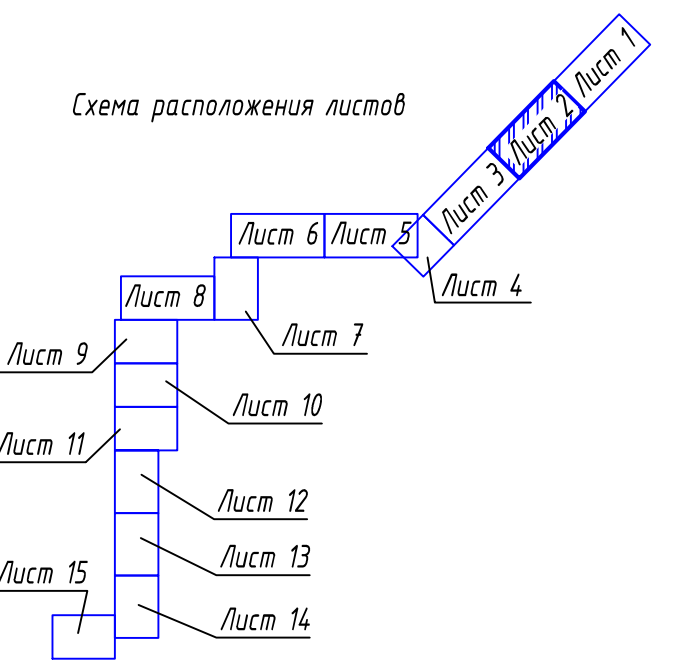 Схема расположения листов
Лист 1
Лист 2
Лист 3
Лист 6
Лист 5
Лист 4
Лист 8
Лист 7
Лист 9
Лист 10
Лист 11
Лист 12
Лист 13
Лист 15
Лист 14